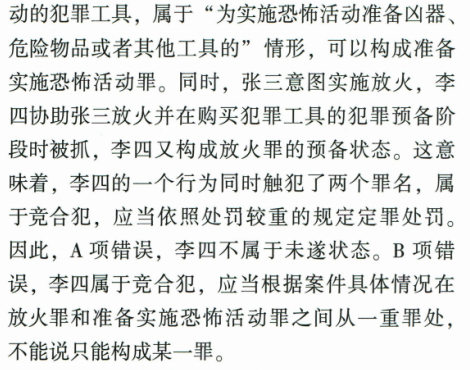 动的犯罪工具，属于“为实施恐怖活动准备凶器、
危险物品或者其他工具的”情形，可以构成准备
实施恐怖活动罪。同时，张三意图实施放火，李
四协助张三放火并在购买犯罪工具的犯罪预备阶
段时被抓，李四又构成放火罪的预备状态。这意
味着，李四的一个行为同时触犯了两个罪名，属
于竞合犯，应当依照处罚较重的规定定罪处罚。
因此，A 项错误，李四不属于未遂状态。B 项错
误，李四属于竞合犯，应当根据案件具体情况在
放火罪和准备实施恐怖活动罪之间从一重罪处，
不能说只能构成某一罪。